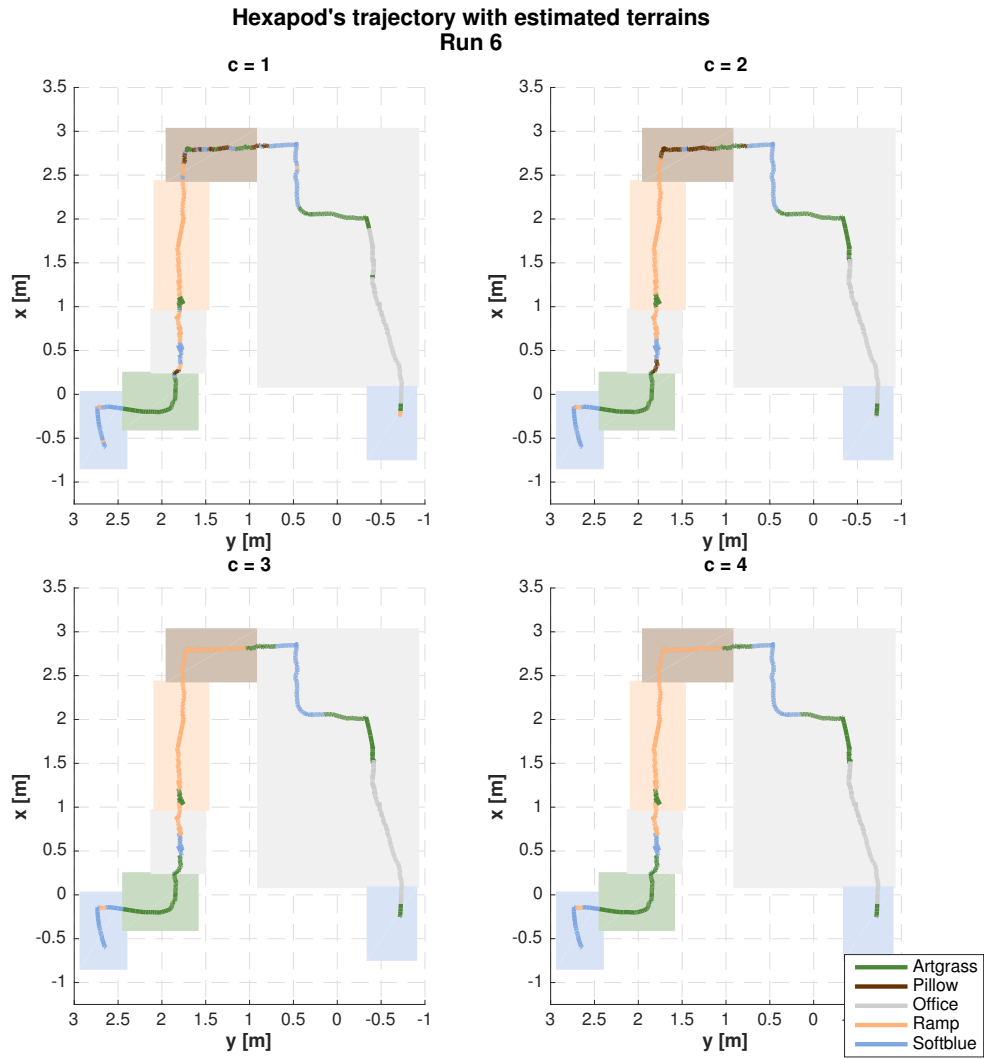 Hexapod's trajectory with estimated terrains
Run 6
c = 1
3.5
3
2.5
2
1.5
1
0.5
0
-0.5
-1
x [m]
3 2.5 2 1.5 1 0.5 0 -0.5 -1
y [m]
c = 2
3.5
3
2.5
2
1.5
1
0.5
0
-0.5
-1
x [m]
3 2.5 2 1.5 1 0.5 0 -0.5 -1
y [m]
c = 3
3.5
3
2.5
2
1.5
1
0.5
0
-0.5
-1
x [m]
3 2.5 2 1.5 1 0.5 0 -0.5 -1
y [m]
c = 4
3.5
3
2.5
2
1.5
1
0.5
0
-0.5
-1
x [m]
3 2.5 2 1.5 1 0.5 0 -0.5 -1
y [m]
Artgrass
Pillow
Office
Ramp
Softblue